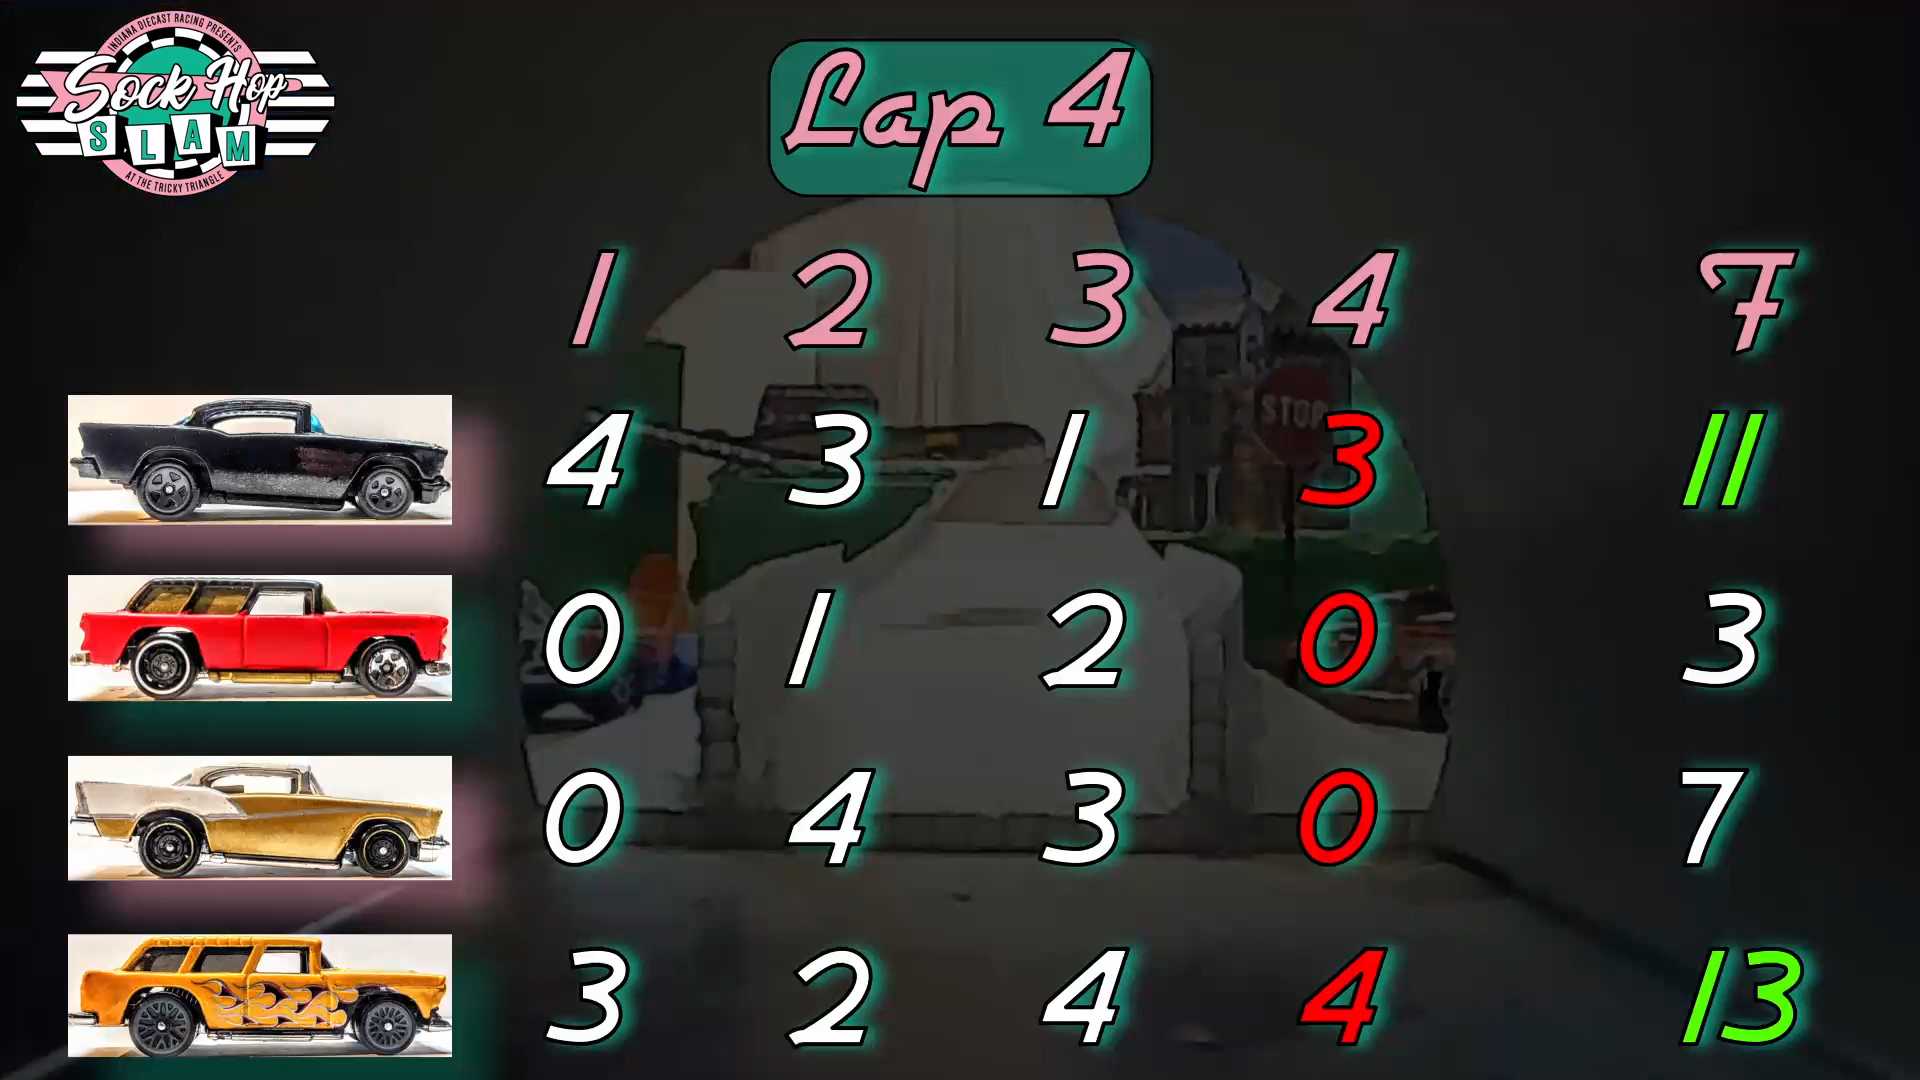 INDIANA DIECAST RACING PRESENTS
Sock Hop
SLAM
AT THE TRICKY TRIANGLE
Lap 4
1 2 3 4 F
4 3 1 3 11
STOP
0 1 2 0 3
0 4 3 0 7
3 2 4 4 13